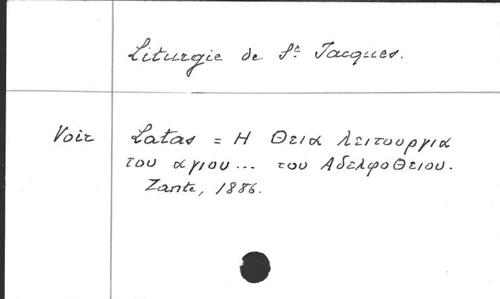 Liturgie de St. Jacques.
Voir Latas = Η Θεια λειτουργια
του αγιου... του Αδελφοθειου.
Zante, 1886.